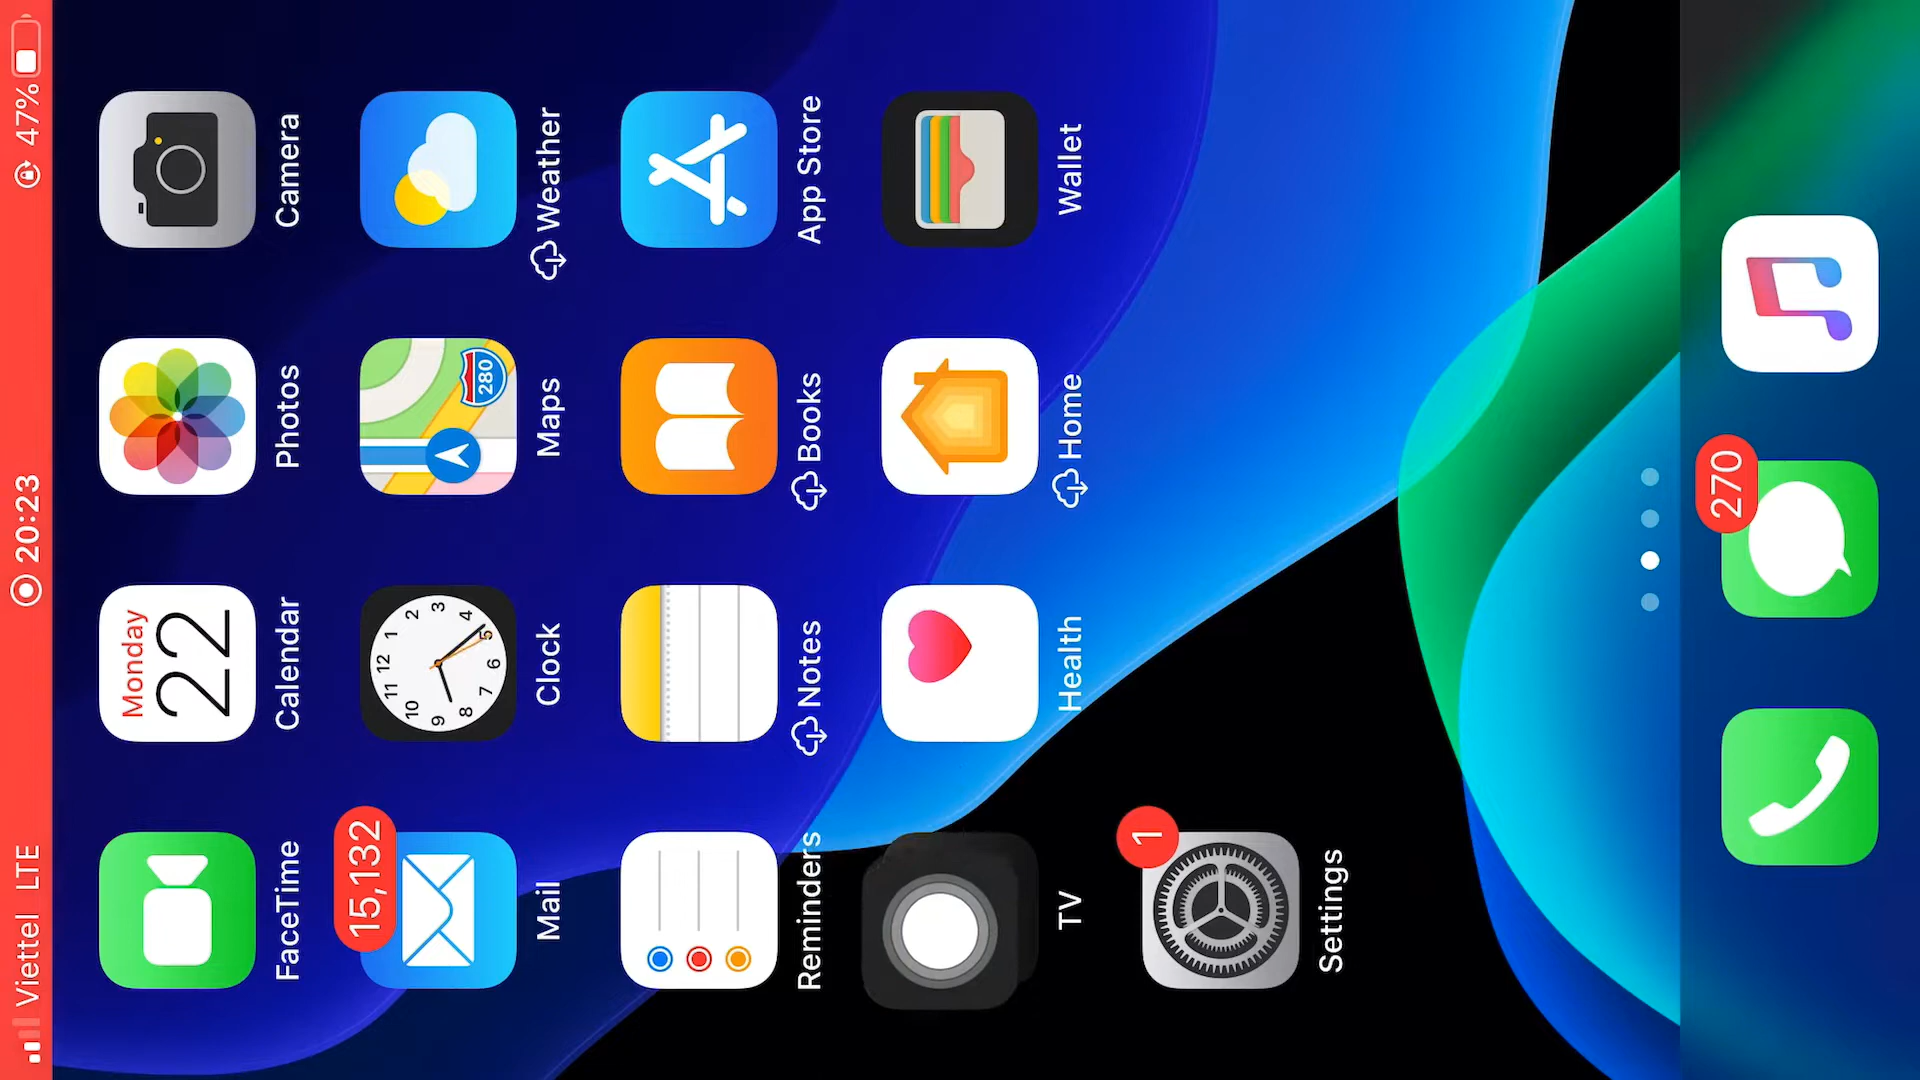 Viettel LTE
20:23
47%
FaceTime
Monday
22
Calendar
Photos
Camera
15,132
Mail
12
1
2
3
4
5
6
7
8
9
10
11
Clock
280
Maps
Weather
Reminders
Notes
Books
App Store
TV
Health
Home
Wallet
1
Settings
270